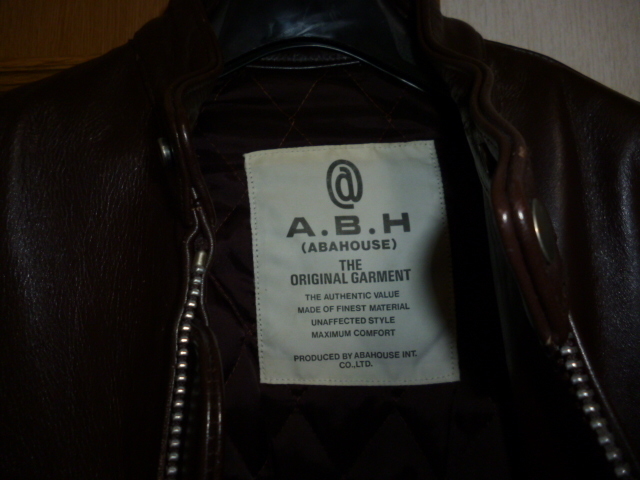 @
A.B.H
(ABAHOUSE)
THE
ORIGINAL GARMENT
THE AUTHENTIC VALUE
MADE OF FINEST MATERIAL
UNAFFECTED STYLE
MAXIMUM COMFORT
PRODUCED BY ABAHOUSE INT.
CO.,LTD.